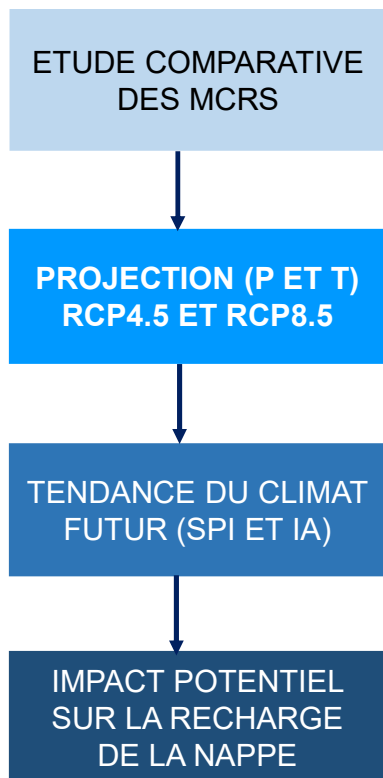 ETUDE COMPARATIVE
DES MCRS
PROJECTION (P ET T)
RCP4.5 ET RCP8.5
TENDANCE DU CLIMAT
FUTUR (SPI ET IA)
IMPACT POTENTIEL
SUR LA RECHARGE
DE LA NAPPE